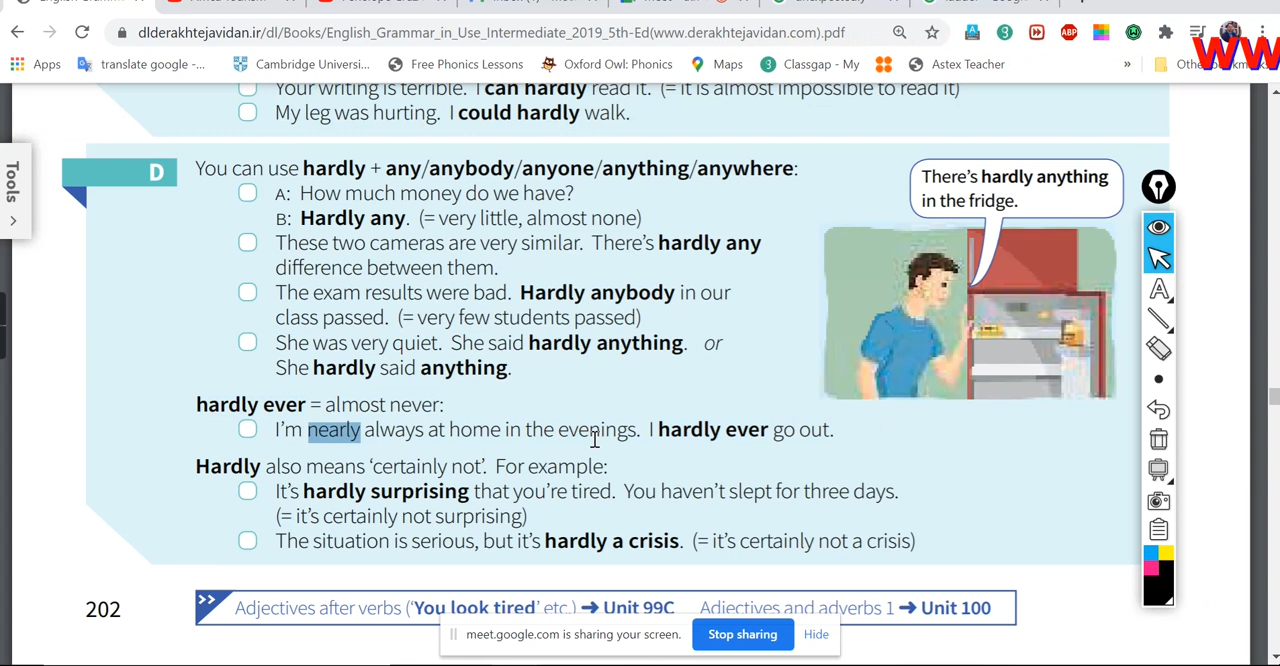 dlderakhtejavidan.ir/dl/Books/English_Grammar_in_Use_Intermediate_2019_5th-Ed(www.derakhtejavidan.com).pdf
ABP
WW
Apps translate google -... Cambridge Universi... Free Phonics Lessons Oxford Owl: Phonics Maps Classgap - My Astex Teacher »
Your writing is terrible. I can hardly read it. (= it is almost impossible to read it)
My leg was hurting. I could hardly walk.
Tools
D
You can use hardly + any/anybody/anyone/anything/anywhere:
A: How much money do we have?
B: Hardly any. (= very little, almost none)
These two cameras are very similar. There's hardly any
difference between them.
The exam results were bad. Hardly anybody in our
class passed. (= very few students passed)
She was very quiet. She said hardly anything. or
She hardly said anything.
There's hardly anything
in the fridge.
hardly ever = almost never:
I'm nearly always at home in the evenings. I hardly ever go out.
Hardly also means 'certainly not'. For example:
It's hardly surprising that you're tired. You haven't slept for three days.
(= it's certainly not surprising)
The situation is serious, but it's hardly a crisis. (= it's certainly not a crisis)
202
>> Adjectives after verbs ('You look tired' etc.) ➜ Unit 99C Adjectives and adverbs 1 ➜ Unit 100
meet.google.com is sharing your screen. Stop sharing Hide